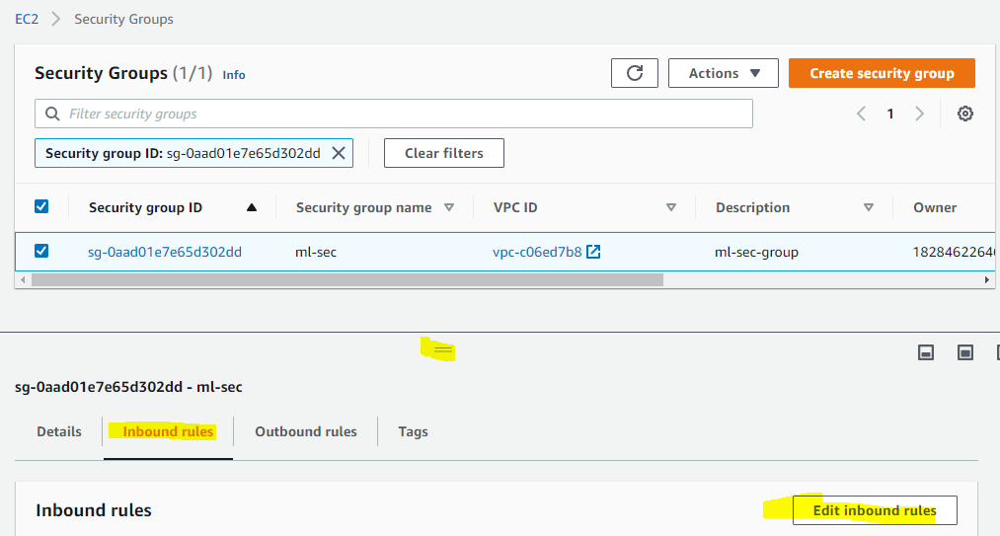 EC2 > Security Groups
Security Groups (1/1) Info Actions Create security group
Filter security groups 1
Security group ID: sg-0aad01e7e65d302dd Clear filters
Security group ID Security group name VPC ID Description Owner
sg-0aad01e7e65d302dd ml-sec vpc-c06ed7b8 ml-sec-group 1828462264
sg-0aad01e7e65d302dd - ml-sec
Details Inbound rules Outbound rules Tags
Inbound rules Edit inbound rules